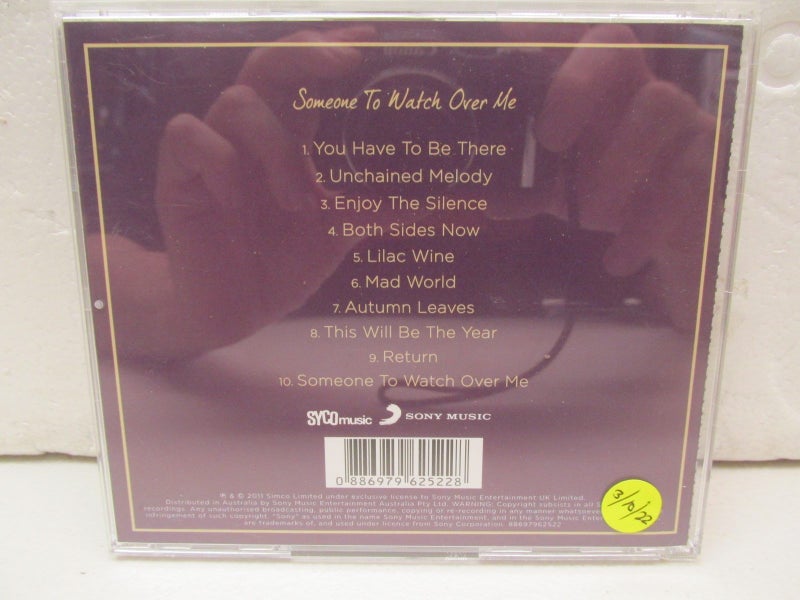 Someone To Watch Over Me
1. You Have To Be There
2. Unchained Melody
3. Enjoy The Silence
4. Both Sides Now
5. Lilac Wine
6. Mad World
7. Autumn Leaves
8. This Will Be The Year
9. Return
10. Someone To Watch Over Me
SYCOmusic SONY MUSIC
0 886979 625228
℗ & © 2011 Simco Limited under exclusive license to Sony Music Entertainment UK Limited.
Distributed in Australia by Sony Music Entertainment Australia Pty Ltd. WARNING: Copyright subsists in all
recordings. Any unauthorised broadcasting, public performance, copying or re-recording in any manner whatsoever
infringement of such copyright. "Sony" as used in the name Sony Music Entertainment, and in the Sony Music
are trademarks of, and used under licence from Sony Corporation. 88697962522
3/10/22